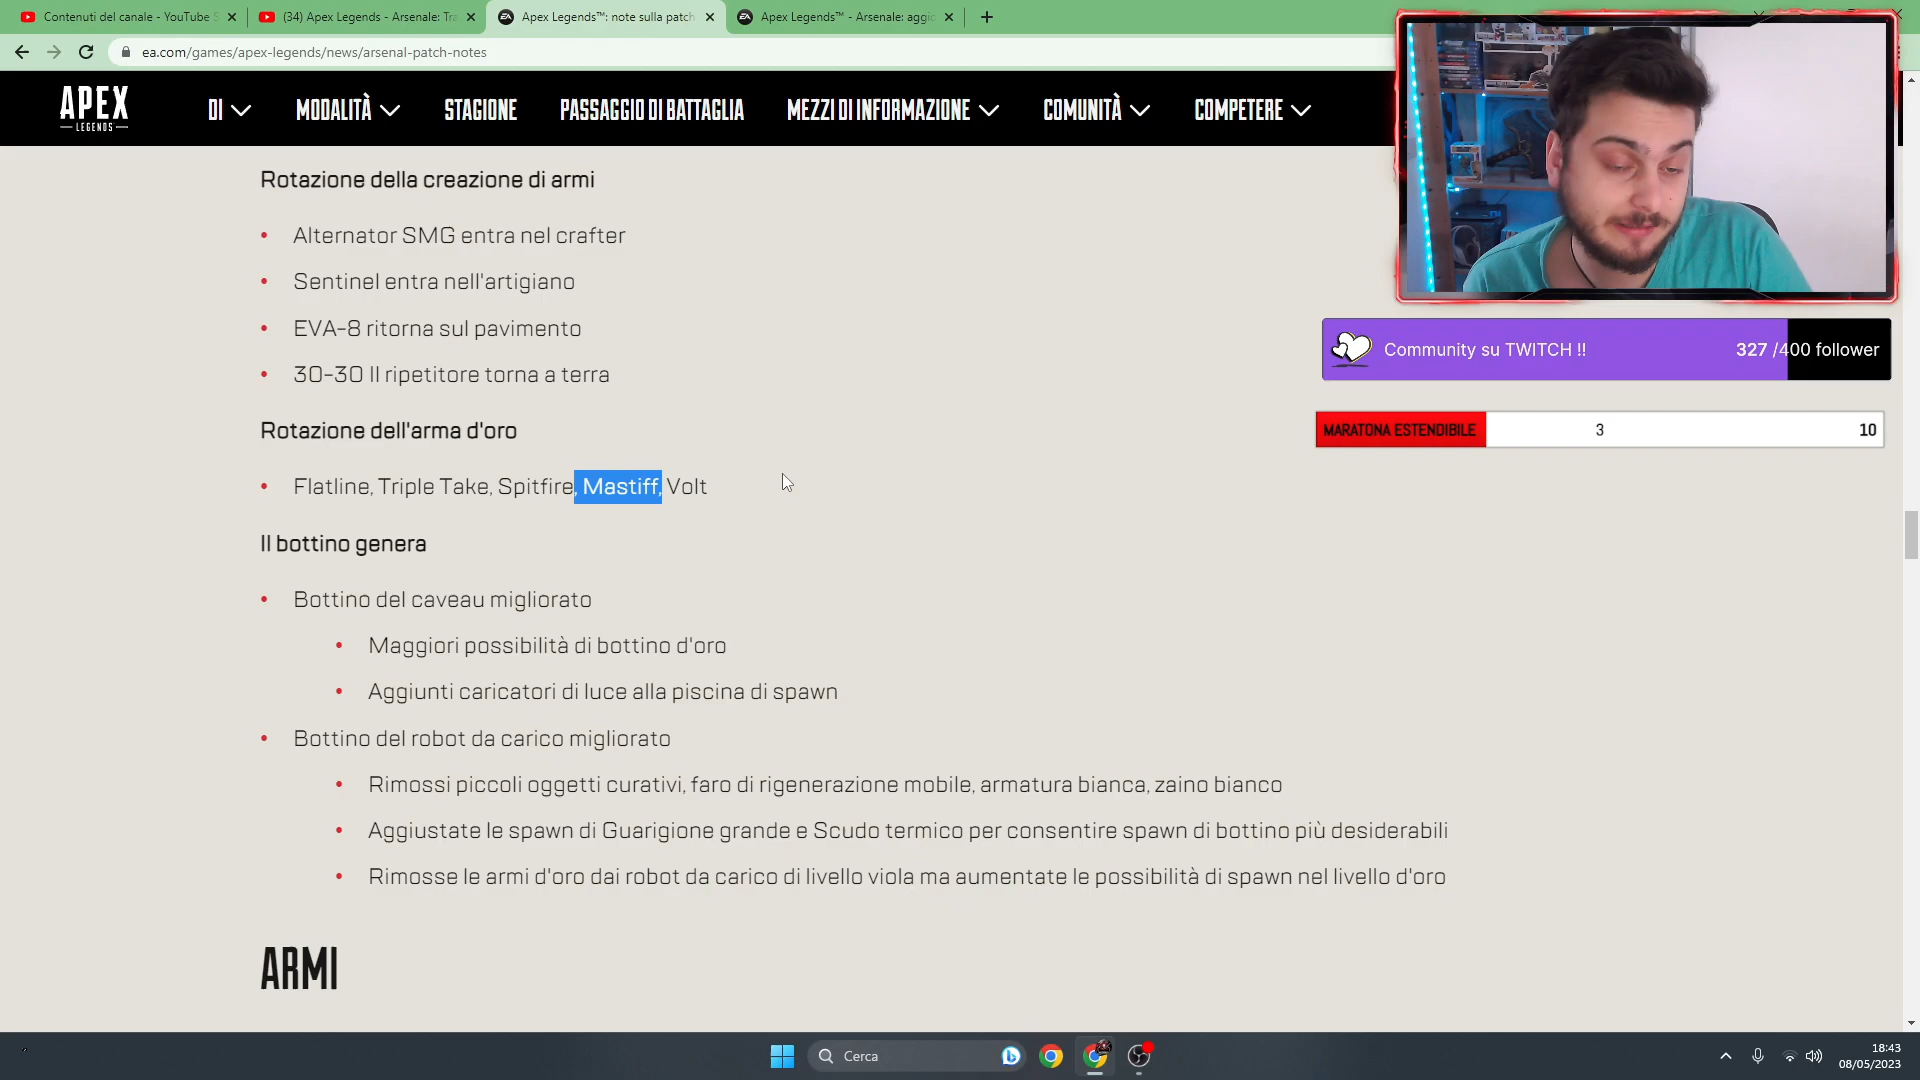 Contenuti del canale - YouTube S
(34) Apex Legends - Arsenale: Tra
Apex Legends™: note sulla patch
Apex Legends™ - Arsenale: aggio
ea.com/games/apex-legends/news/arsenal-patch-notes
APEX
LEGENDS
DI
MODALITÀ
STAGIONE
PASSAGGIO DI BATTAGLIA
MEZZI DI INFORMAZIONE
COMUNITÀ
COMPETERE
Rotazione della creazione di armi
• Alternator SMG entra nel crafter
• Sentinel entra nell'artigiano
• EVA-8 ritorna sul pavimento
• 30-30 Il ripetitore torna a terra
Rotazione dell'arma d'oro
• Flatline, Triple Take, Spitfire, Mastiff, Volt
Il bottino genera
• Bottino del caveau migliorato
• Maggiori possibilità di bottino d'oro
• Aggiunti caricatori di luce alla piscina di spawn
• Bottino del robot da carico migliorato
• Rimossi piccoli oggetti curativi, faro di rigenerazione mobile, armatura bianca, zaino bianco
• Aggiustate le spawn di Guarigione grande e Scudo termico per consentire spawn di bottino più desiderabili
• Rimosse le armi d'oro dai robot da carico di livello viola ma aumentate le possibilità di spawn nel livello d'oro
ARMI
Community su TWITCH !!
327 /400 follower
MARATONA ESTENDIBILE
3
10
Cerca
18:43
08/05/2023